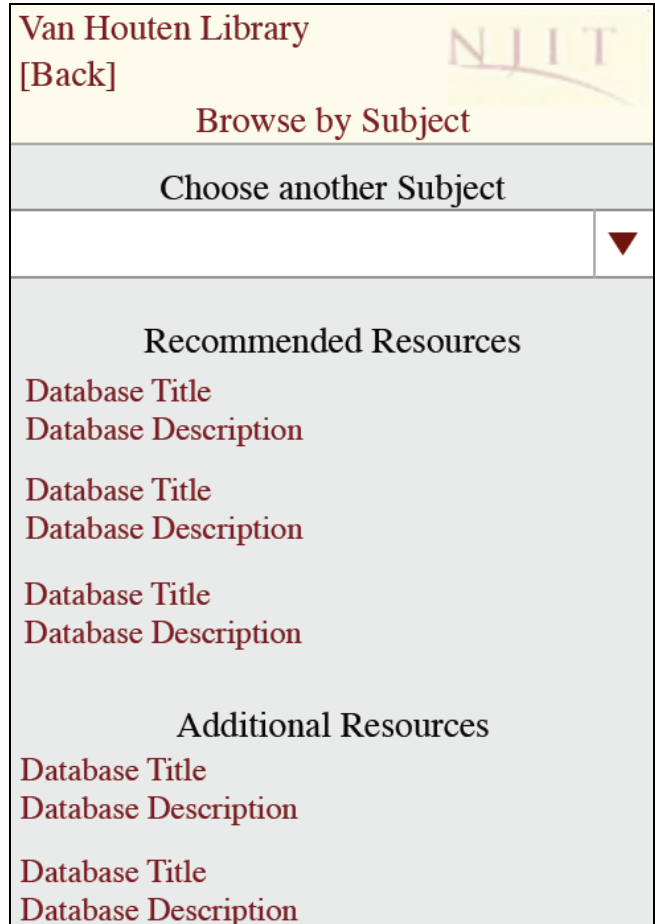 Van Houten Library
NJIT
[Back]
Browse by Subject
Choose another Subject
Recommended Resources
Database Title
Database Description
Database Title
Database Description
Database Title
Database Description
Additional Resources
Database Title
Database Description
Database Title
Database Description